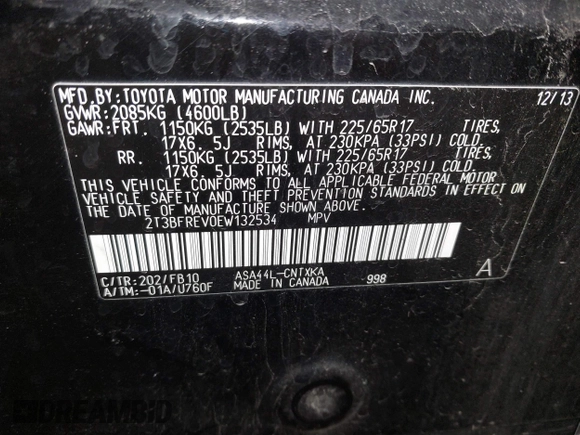 MFD.BY:TOYOTA MOTOR MANUFACTURING CANADA INC. 12/13
GVWR:2085KG (4600LB)
GAWR:FRT. 1150KG (2535LB) WITH 225/65R17 TIRES,
17X6. 5J RIMS, AT 230KPA (33PSI) COLD
RR. 1150KG (2535LB) WITH 225/65R17 TIRES,
17X6. 5J RIMS, AT 230KPA (33PSI) COLD.
THIS VEHICLE CONFORMS TO ALL APPLICABLE FEDERAL MOTOR
VEHICLE SAFETY AND THEFT PREVENTION STANDARDS IN EFFECT ON
THE DATE OF MANUFACTURE SHOWN ABOVE.
2T3BFREV0EW132534 MPV
C/TR:202/FB10 ASA44L-CNTXKA 998 A
A/TM:-01A/U760F MADE IN CANADA
DREAMBID